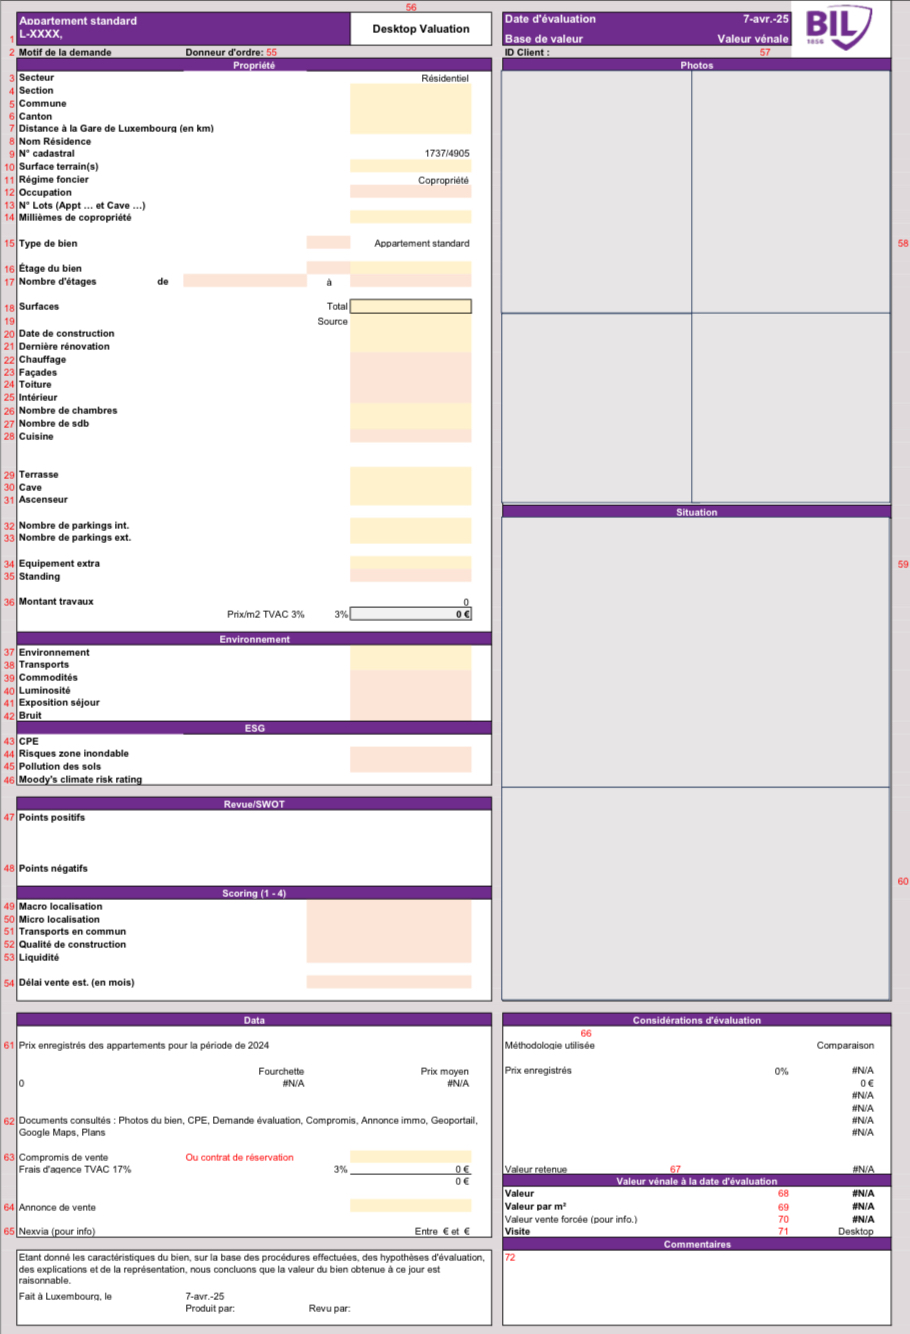 56
Appartement standard
1 L-XXXX,
Desktop Valuation
Date d'évaluation 7-avr.-25
Base de valeur Valeur vénale
BIL
1856
2 Motif de la demande Donneur d'ordre: 55
ID Client : 57
Propriété
3 Secteur Résidentiel
4 Section
5 Commune
6 Canton
7 Distance à la Gare de Luxembourg (en km)
8 Nom Résidence
9 N° cadastral 1737/4905
10 Surface terrain(s)
11 Régime foncier Copropriété
12 Occupation
13 N° Lots (Appt ... et Cave ...)
14 Millièmes de copropriété
15 Type de bien Appartement standard
16 Étage du bien
17 Nombre d'étages de à
18 Surfaces Total
19 Source
20 Date de construction
21 Dernière rénovation
22 Chauffage
23 Façades
24 Toiture
25 Intérieur
26 Nombre de chambres
27 Nombre de sdb
28 Cuisine
29 Terrasse
30 Cave
31 Ascenseur
32 Nombre de parkings int.
33 Nombre de parkings ext.
34 Equipement extra
35 Standing
36 Montant travaux 0
Prix/m2 TVAC 3% 3% 0 €
Environnement
37 Environnement
38 Transports
39 Commodités
40 Luminosité
41 Exposition séjour
42 Bruit
ESG
43 CPE
44 Risques zone inondable
45 Pollution des sols
46 Moody's climate risk rating
Revue/SWOT
47 Points positifs
48 Points négatifs
Scoring (1 - 4)
49 Macro localisation
50 Micro localisation
51 Transports en commun
52 Qualité de construction
53 Liquidité
54 Délai vente est. (en mois)
Photos
58
Situation
59
60
Data
61 Prix enregistrés des appartements pour la période de 2024
Fourchette Prix moyen
0 #N/A #N/A
62 Documents consultés : Photos du bien, CPE, Demande évaluation, Compromis, Annonce immo, Geoportail,
Google Maps, Plans
63 Compromis de vente Ou contrat de réservation
Frais d'agence TVAC 17% 3% 0 €
0 €
64 Annonce de vente
65 Nexvia (pour info) Entre € et €
Etant donné les caractéristiques du bien, sur la base des procédures effectuées, des hypothèses d'évaluation,
des explications et de la représentation, nous concluons que la valeur du bien obtenue à ce jour est
raisonnable.
Fait à Luxembourg, le 7-avr.-25
Produit par: Revu par:
Considérations d'évaluation
66
Méthodologie utilisée Comparaison
Prix enregistrés 0% #N/A
0 €
#N/A
#N/A
#N/A
#N/A
Valeur retenue 67 #N/A
Valeur vénale à la date d'évaluation
Valeur 68 #N/A
Valeur par m² 69 #N/A
Valeur vente forcée (pour info.) 70 #N/A
Visite 71 Desktop
Commentaires
72